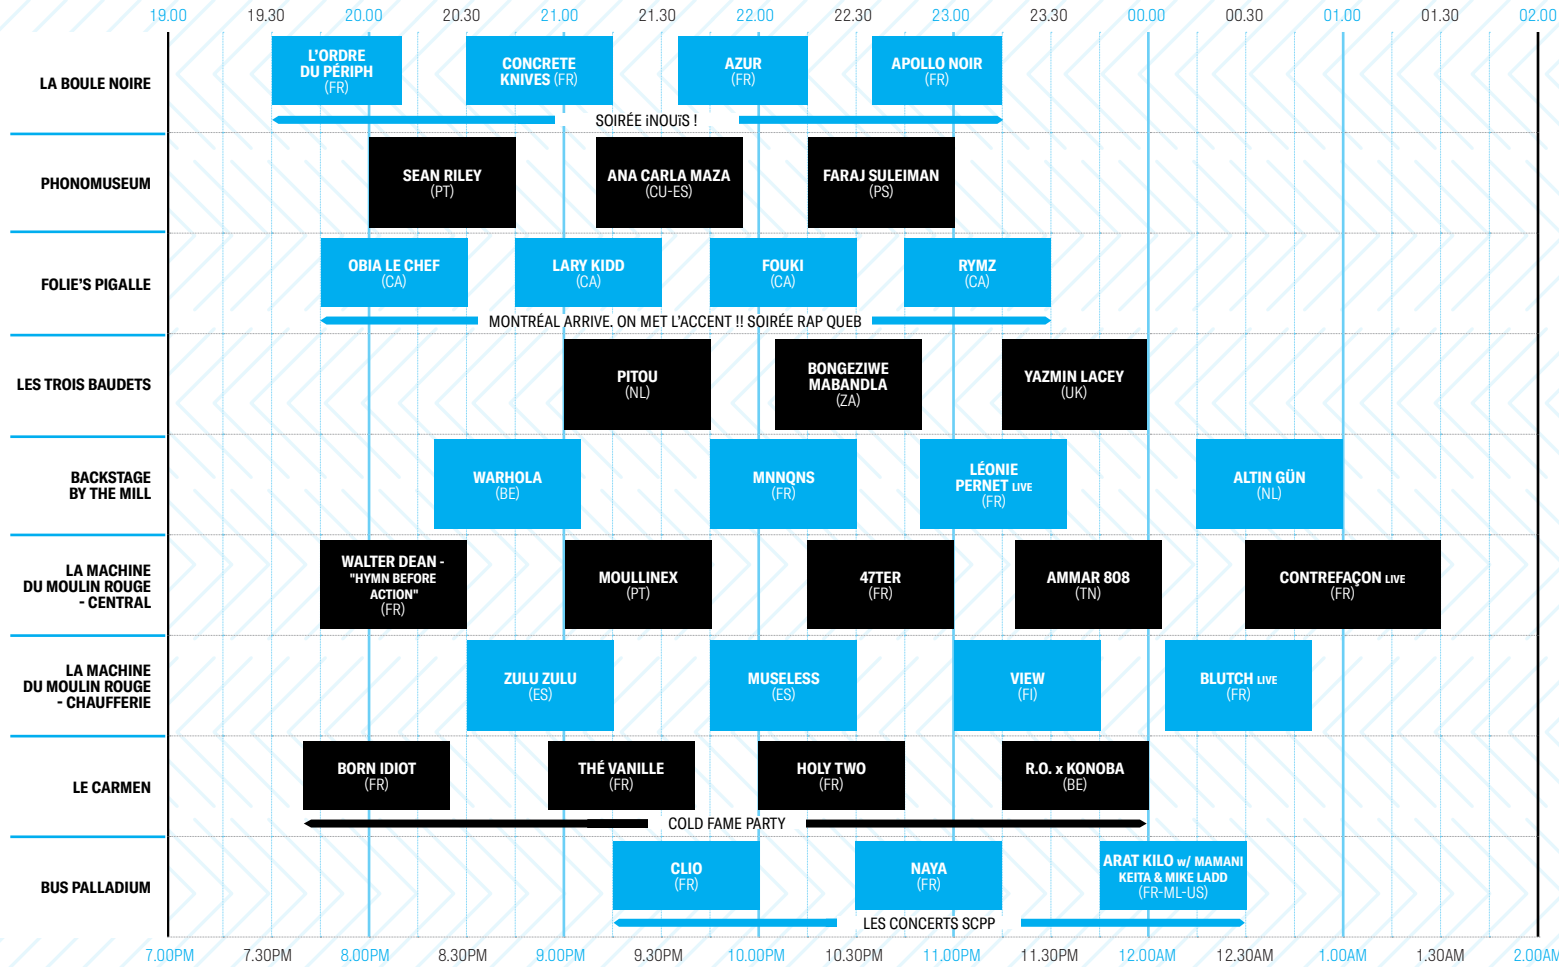 19.00 19.30 20.00 20.30 21.00 21.30 22.00 22.30 23.00 23.30 00.00 00.30 01.00 01.30 02.00
LA BOULE NOIRE
L'ORDRE
DU PÉRIPH
(FR)
CONCRETE
KNIVES (FR)
AZUR
(FR)
APOLLO NOIR
(FR)
SOIRÉE iNOUïS !
PHONOMUSEUM
SEAN RILEY
(PT)
ANA CARLA MAZA
(CU-ES)
FARAJ SULEIMAN
(PS)
FOLIE'S PIGALLE
OBIA LE CHEF
(CA)
LARY KIDD
(CA)
FOUKI
(CA)
RYMZ
(CA)
MONTRÉAL ARRIVE. ON MET L'ACCENT !! SOIRÉE RAP QUEB
LES TROIS BAUDETS
PITOU
(NL)
BONGEZIWE
MABANDLA
(ZA)
YAZMIN LACEY
(UK)
BACKSTAGE
BY THE MILL
WARHOLA
(BE)
MNNQNS
(FR)
LÉONIE
PERNET LIVE
(FR)
ALTIN GÜN
(NL)
LA MACHINE
DU MOULIN ROUGE
- CENTRAL
WALTER DEAN -
"HYMN BEFORE
ACTION"
(FR)
MOULLINEX
(PT)
47TER
(FR)
AMMAR 808
(TN)
CONTREFAÇON LIVE
(FR)
LA MACHINE
DU MOULIN ROUGE
- CHAUFFERIE
ZULU ZULU
(ES)
MUSELESS
(ES)
VIEW
(FI)
BLUTCH LIVE
(FR)
LE CARMEN
BORN IDIOT
(FR)
THÉ VANILLE
(FR)
HOLY TWO
(FR)
R.O. x KONOBA
(BE)
COLD FAME PARTY
BUS PALLADIUM
CLIO
(FR)
NAYA
(FR)
ARAT KILO w/ MAMANI
KEITA & MIKE LADD
(FR-ML-US)
LES CONCERTS SCPP
7.00PM 7.30PM 8.00PM 8.30PM 9.00PM 9.30PM 10.00PM 10.30PM 11.00PM 11.30PM 12.00AM 12.30AM 1.00AM 1.30AM 2.00AM